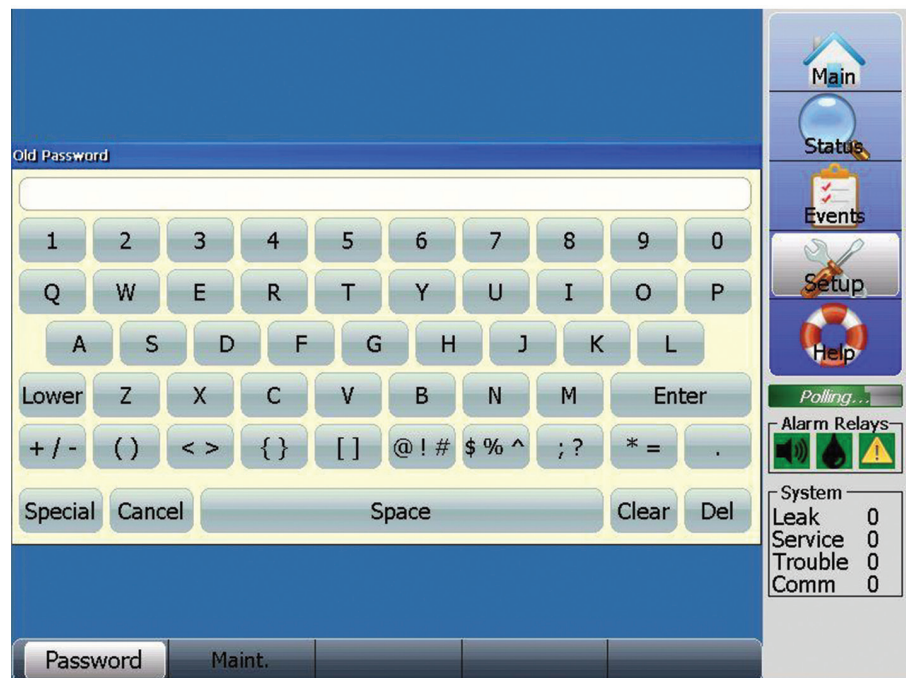 Old Password
1 2 3 4 5 6 7 8 9 0
Q W E R T Y U I O P
A S D F G H J K L
Lower Z X C V B N M Enter
+ / - ( ) < > { } [ ] @ ! # $ % ^ ; ? * = .
Special Cancel Space Clear Del
Password Maint.
Main
Status
Events
Setup
Help
Polling...
Alarm Relays
System
Leak 0
Service 0
Trouble 0
Comm 0